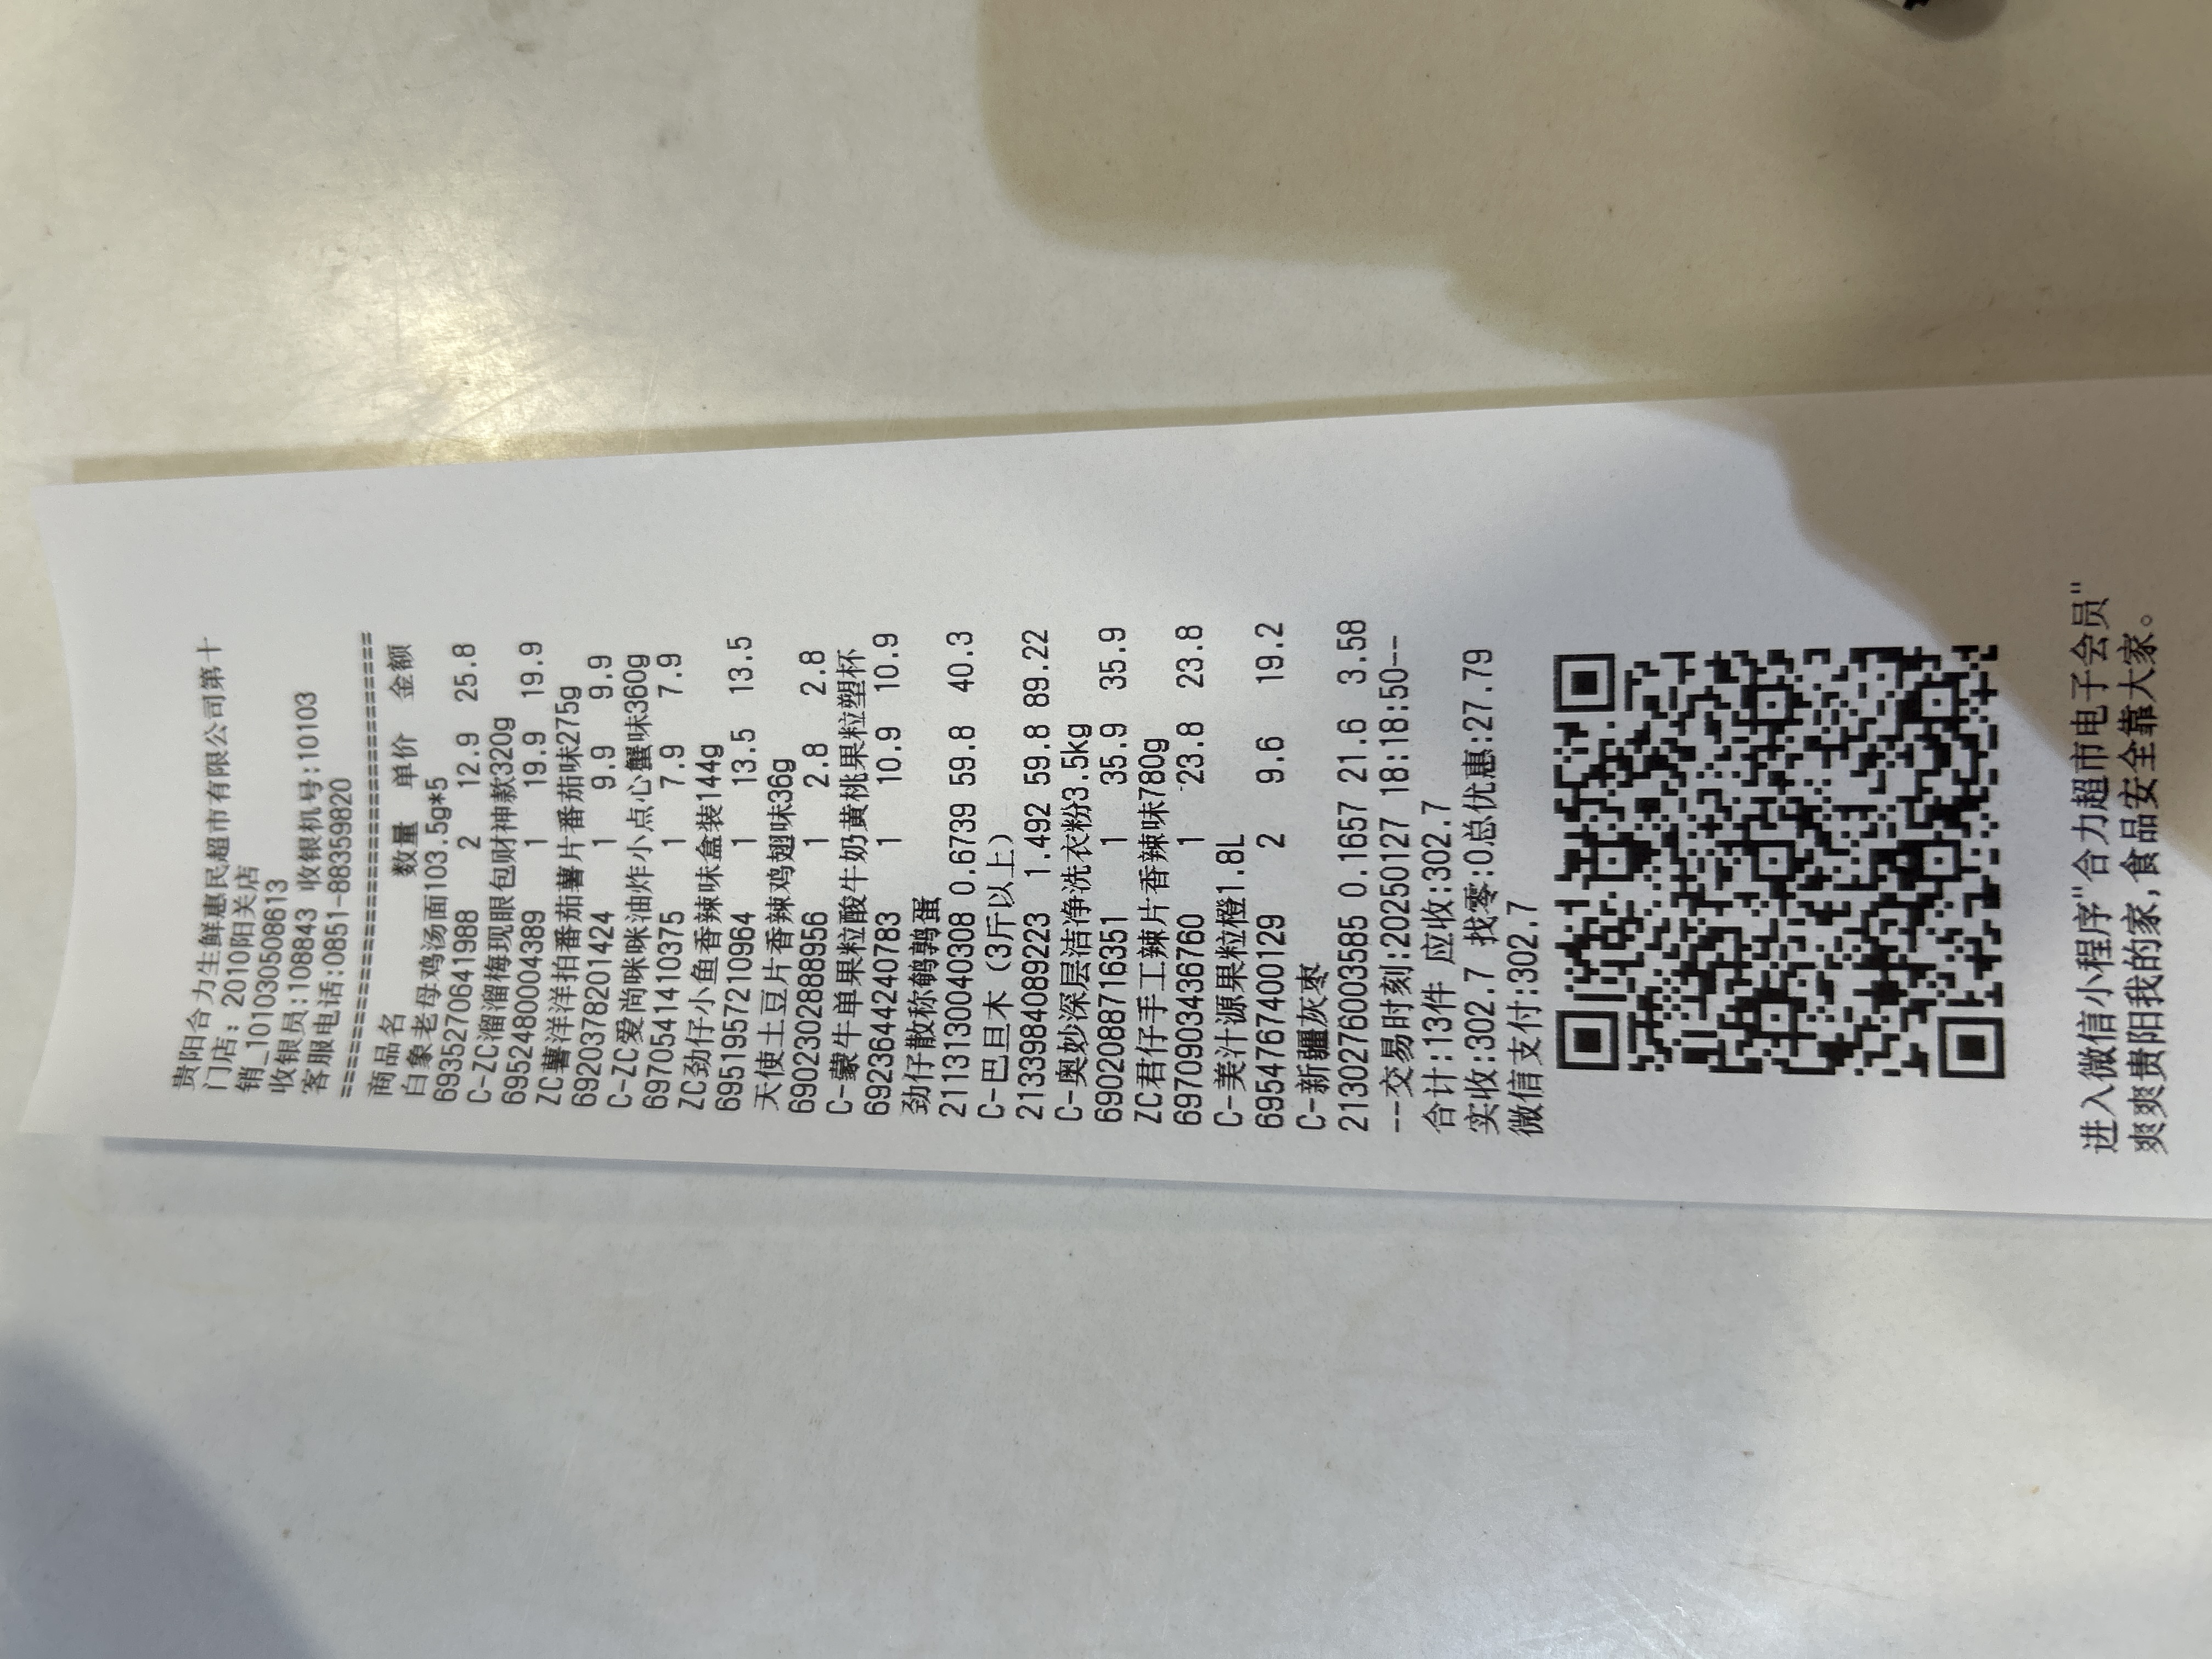 贵阳合力生鲜惠民超市有限公司第十
门店: 2010阳关店
销_1010303508613
收银员:108843 收银机号:10103
客服电话:0851-88359820
================================
商品名 数量 单价 金额
白象老母鸡汤面103.5g*5
6935270641988 2 12.9 25.8
C-ZC溜溜梅现眼包财神款320g
6952480004389 1 19.9 19.9
ZC薯洋洋拍番茄薯片番茄味275g
6920378201424 1 9.9 9.9
C-ZC爱尚咪咪油炸小点心蟹味360g
6970541410375 1 7.9 7.9
ZC劲仔小鱼香辣味盒装144g
6951957210964 1 13.5 13.5
天使土豆片香辣鸡翅味36g
6902302888956 1 2.8 2.8
C-蒙牛单果粒酸牛奶黄桃果粒塑杯
6923644240783 1 10.9 10.9
劲仔散称鹌鹑蛋
2113130040308 0.6739 59.8 40.3
C-巴旦木（3斤以上）
2133984089223 1.492 59.8 89.22
C-奥妙深层洁净洗衣粉3.5kg
6902088716351 1 35.9 35.9
ZC君仔手工辣片香辣味780g
6970903436760 1 23.8 23.8
C-美汁源果粒橙1.8L
6954767400129 2 9.6 19.2
C-新疆灰枣
2130276003585 0.1657 21.6 3.58
--交易时刻:20250127 18:18:50--
合计:13件 应收:302.7
实收:302.7 找零:0总优惠:27.79
微信支付:302.7
进入微信小程序"合力超市电子会员"
爽爽贵阳我的家,食品安全靠大家。